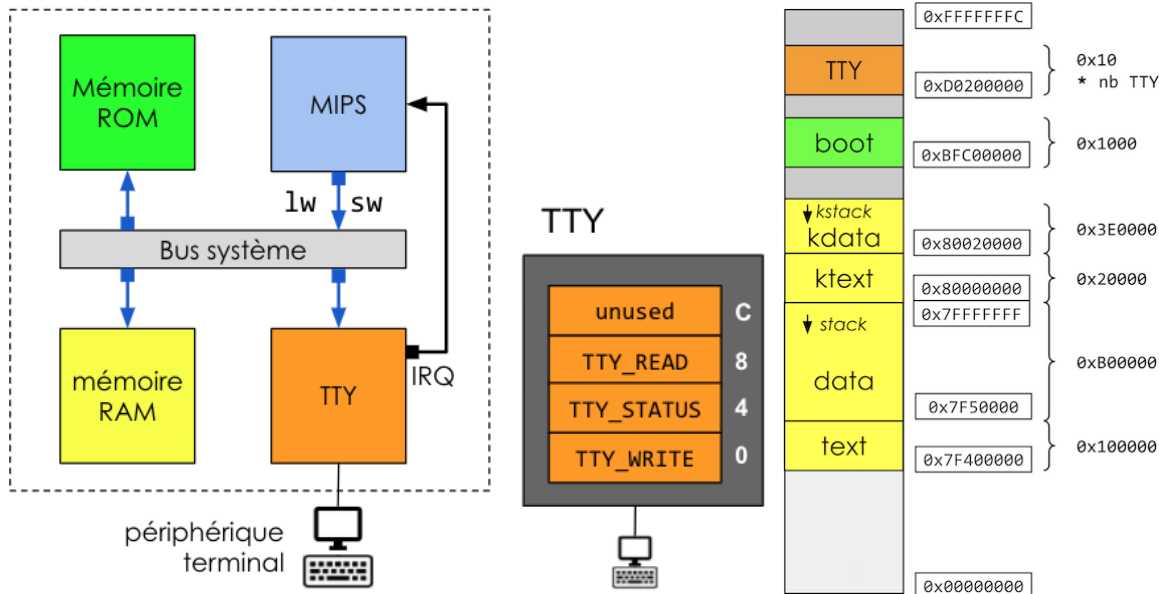 Mémoire
ROM
MIPS
lw sw
Bus système
mémoire
RAM
TTY
IRQ
périphérique
terminal
TTY
unused C
TTY_READ 8
TTY_STATUS 4
TTY_WRITE 0
0xFFFFFFFC
TTY
0xD0200000
0x10
* nb TTY
boot
0xBFC00000
0x1000
kstack
kdata
0x80020000
0x3E0000
ktext
0x80000000
0x20000
0x7FFFFFFF
stack
data
0x7F50000
0xB00000
text
0x7F400000
0x100000
0x00000000